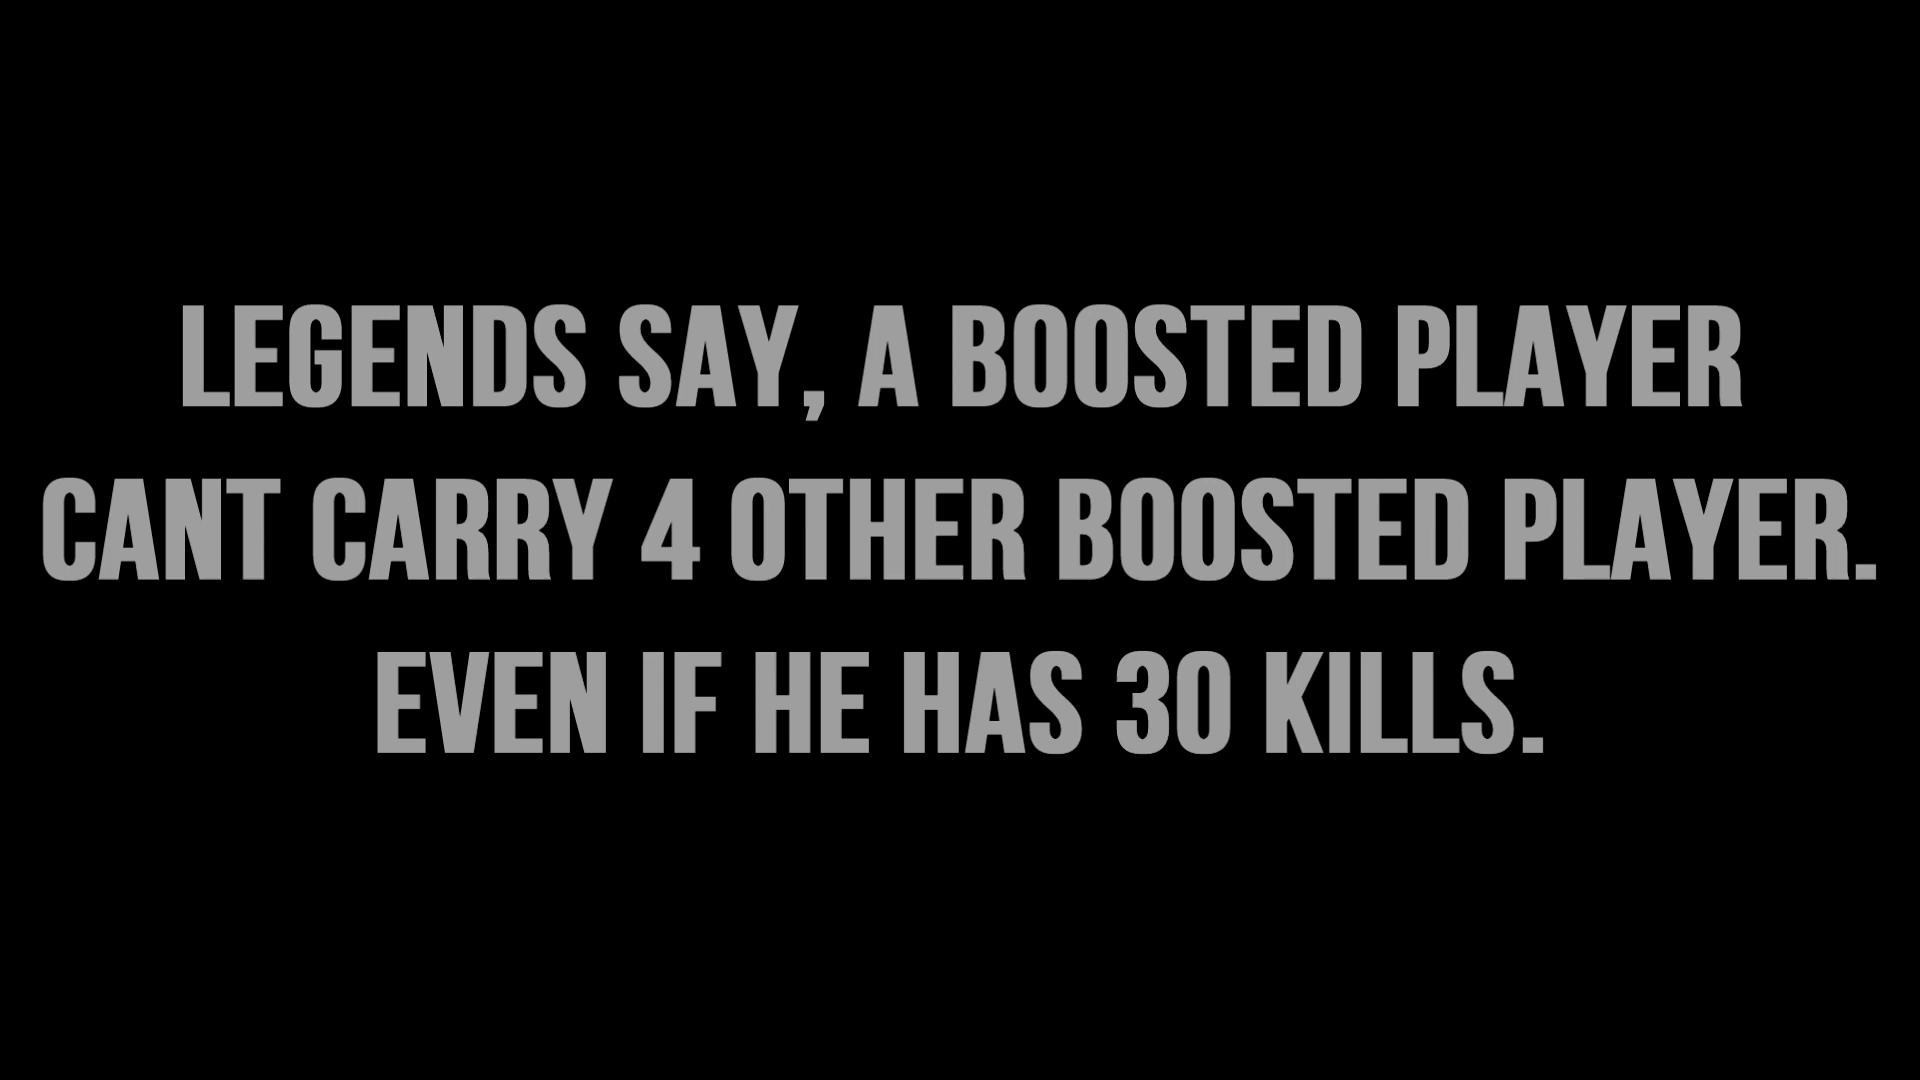 LEGENDS SAY, A BOOSTED PLAYER
CANT CARRY 4 OTHER BOOSTED PLAYER.
EVEN IF HE HAS 30 KILLS.